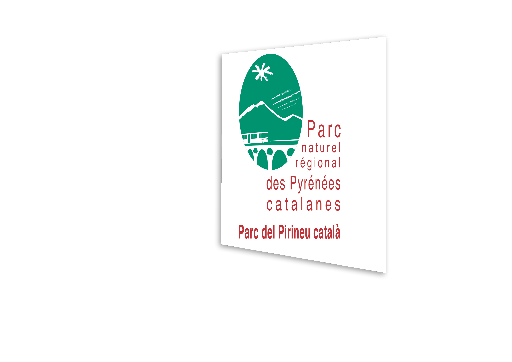 Parc
naturel
régional
des Pyrénées
catalanes
Parc del Pirineu català